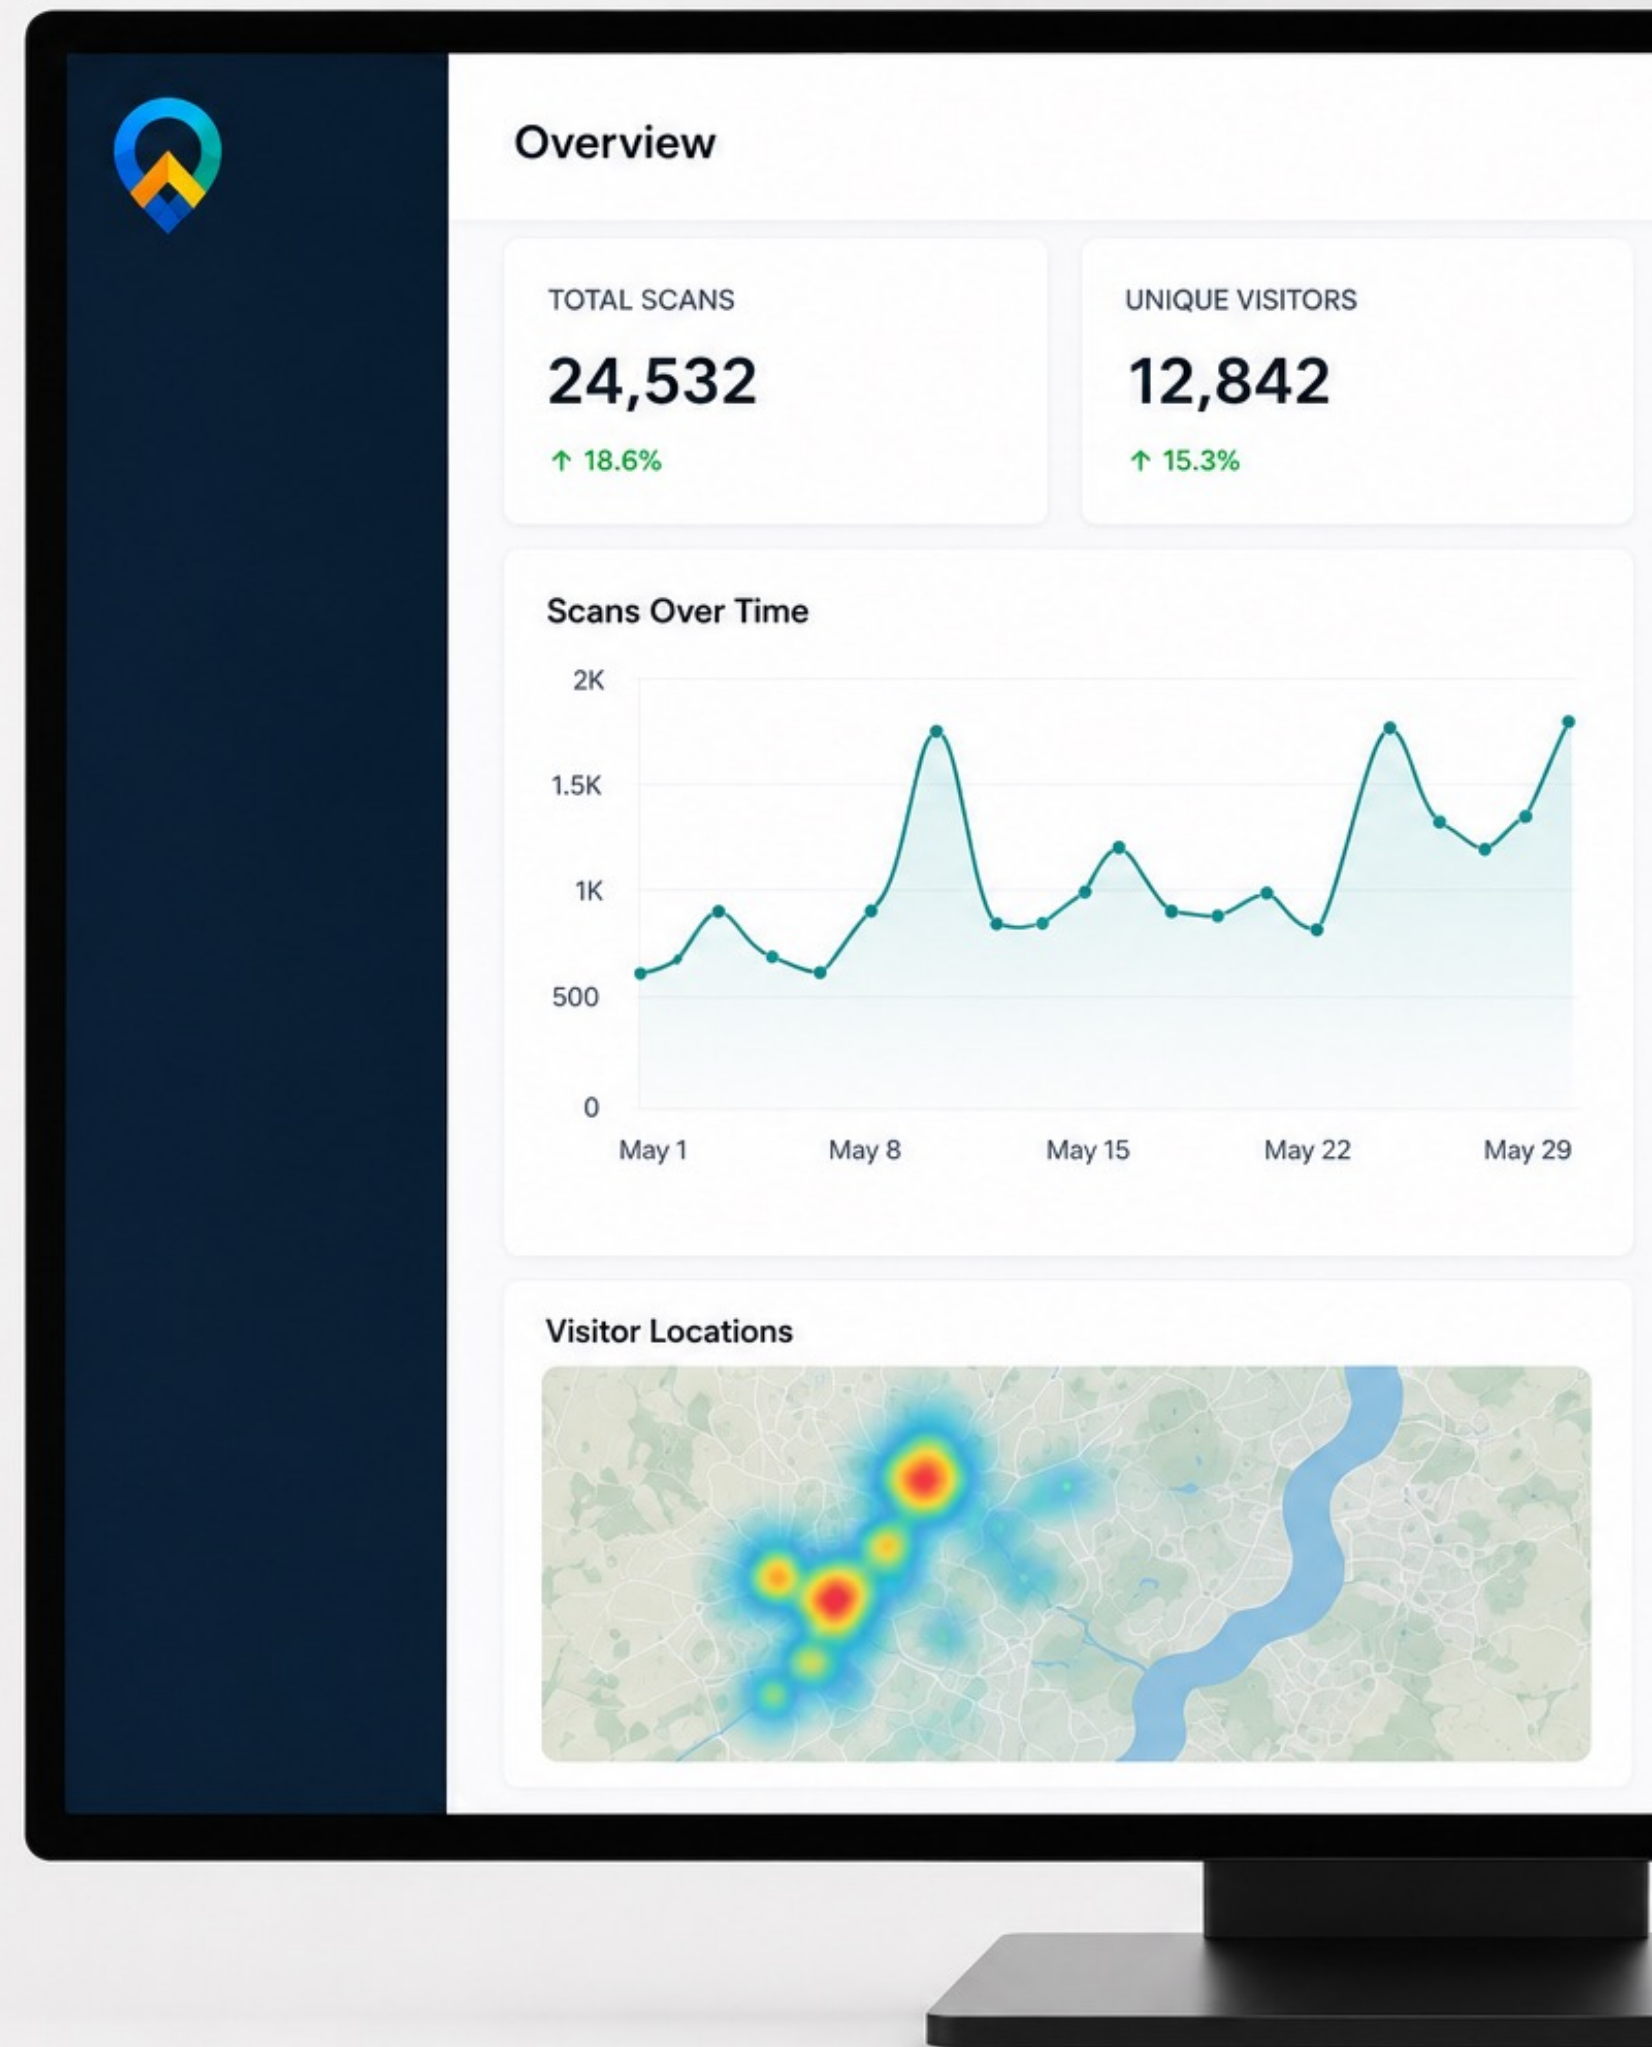 Overview
TOTAL SCANS
24,532
↑ 18.6%
UNIQUE VISITORS
12,842
↑ 15.3%
Scans Over Time
2K
1.5K
1K
500
0
May 1 May 8 May 15 May 22 May 29
Visitor Locations